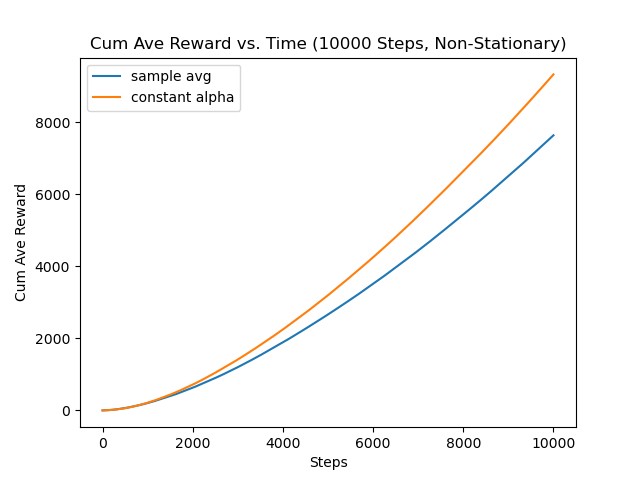 Cum Ave Reward vs. Time (10000 Steps, Non-Stationary)
sample avg
constant alpha
8000
6000
4000
2000
0
Cum Ave Reward
0 2000 4000 6000 8000 10000
Steps